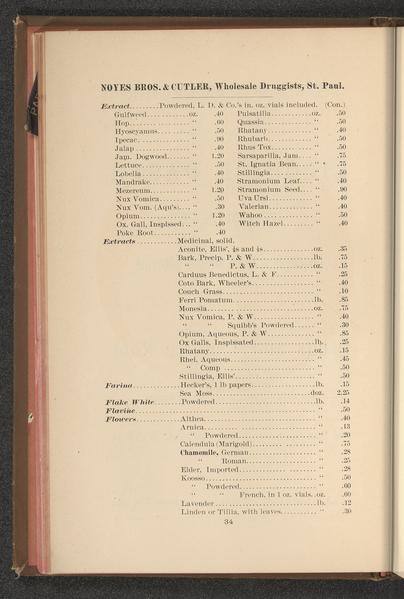 NOYES BROS. & CUTLER, Wholesale Druggists, St. Paul.
Extract.........Powdered, L. D. & Co.'s in. oz. vials included. (Con.)
Gulfweed.........oz. .40
Hop............... " .60
Hyoscyamus........ " .50
Ipecac............ " .90
Jalap............. " .40
Jam. Dogwood...... " 1.20
Lettuce........... " .50
Lobelia........... " .40
Mandrake.......... " .40
Mezereum.......... " 1.20
Nux Vomica........ " .50
Nux Vom. (Aqu's).. " .30
Opium............. " 1.20
Ox. Gall, Inspissed.. " .40
Poke Root......... " .40
Pulsatilla........oz. .50
Quassia........... " .50
Rhatany........... " .40
Rhubarb........... " .50
Rhus Tox.......... " .50
Sarsaparilla, Jam.... " .75
St. Ignatia Bean.... " .75
Stillingia........ " .50
Stramonium Leaf.... " .40
Stramonium Seed.... " .90
Uva Ursi.......... " .40
Valerian.......... " .40
Wahoo............. " .50
Witch Hazel....... " .40
Extracts...........Medicinal, solid.
Aconite, Ellis', ¼s and ½s..............oz. .35
Bark, Precip. P. & W....................lb. .75
" " P. & W................oz. .15
Carduus Benedictus, L. & F.............. " .25
Coto Bark, Wheeler's.................... " .40
Couch Grass............................. " .10
Ferri Pomatum...........................lb. .85
Monesia.................................oz. .75
Nux Vomica, P. & W...................... " .40
" " Squibb's Powdered........ " .30
Opium, Aqueous, P. & W.................. " .85
Ox Galls, Inspissated...................lb. .25
Rhatany.................................oz. .15
Rhei, Aqueous........................... " .45
" Comp ............................. " .50
Stillingia, Ellis'...................... " .50
Farina.............Hecker's, 1 lb papers...................lb. .15
Sea Moss................................doz. 2.25
Flake White........Powdered................................lb. .14
Flavine................................................ " .50
Flowers............Althea.................................. " .40
Arnica.................................. " .13
" Powdered........................ " .20
Calendula (Marigold).................... " .75
Chamomile, German....................... " .28
" Roman........................ " .25
Elder, Imported......................... " .28
Koosso.................................. " .50
" Powdered......................... " .60
" " French, in 1 oz. vials..oz. .60
Lavender................................lb. .12
Linden or Tillia, with leaves........... " .30
34